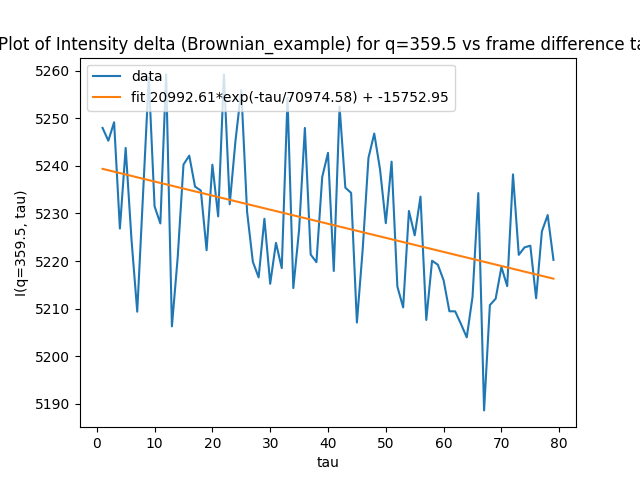 Plot of Intensity delta (Brownian_example) for q=359.5 vs frame difference ta
data
fit 20992.61*exp(-tau/70974.58) + -15752.95
I(q=359.5, tau)
5260
5250
5240
5230
5220
5210
5200
5190
0 10 20 30 40 50 60 70 80
tau